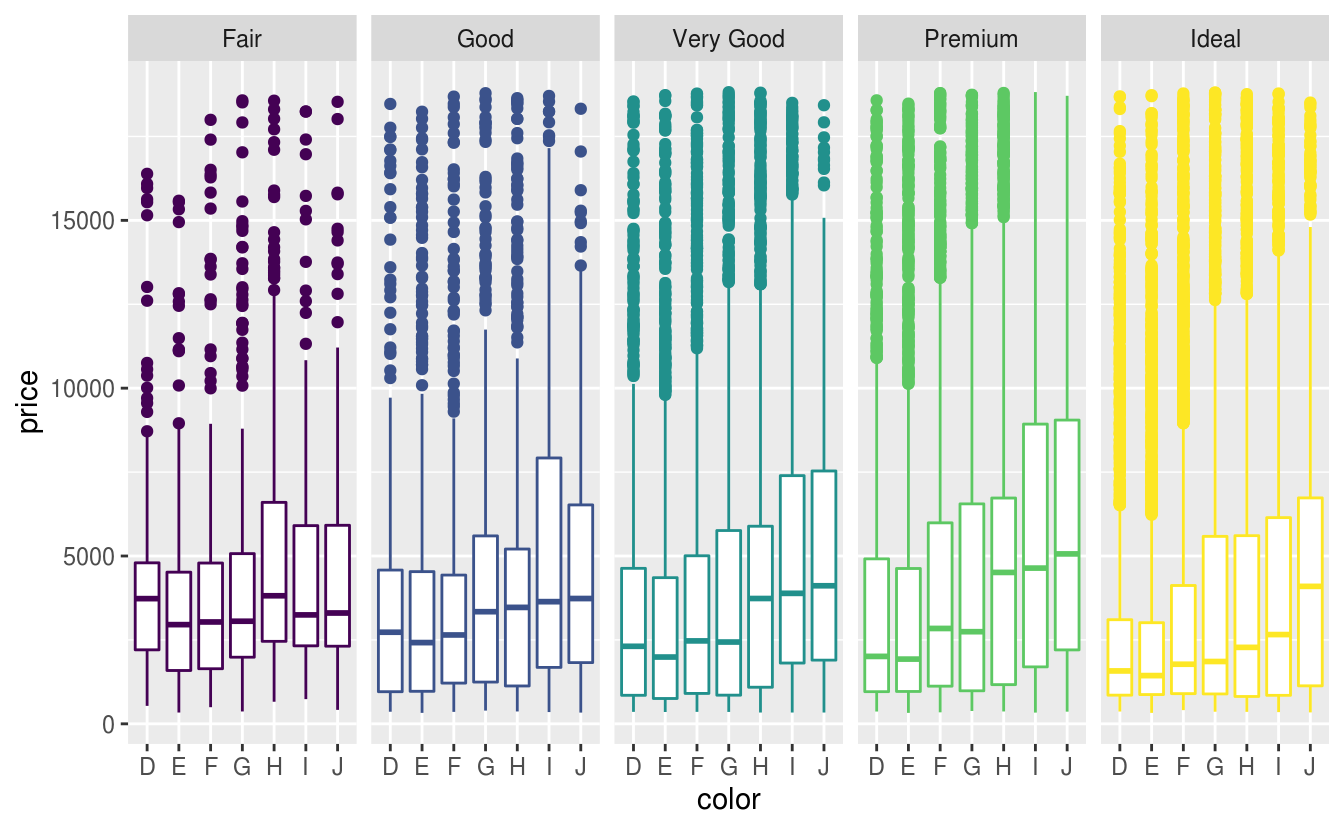 Fair Good Very Good Premium Ideal
15000
10000
5000
0
price
D E F G H I J D E F G H I J D E F G H I J D E F G H I J D E F G H I J
color